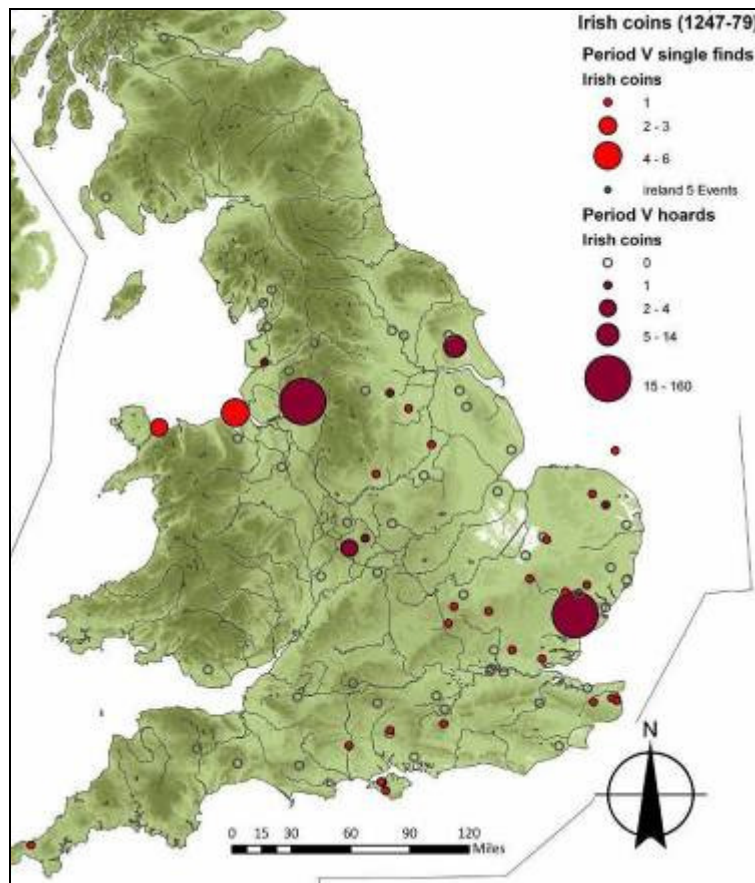 Irish coins (1247-79)
Period V single finds
Irish coins
1
2 - 3
4 - 6
Ireland 5 Events
Period V hoards
Irish coins
0
1
2 - 4
5 - 14
15 - 160
N
0 15 30 60 90 120
Miles